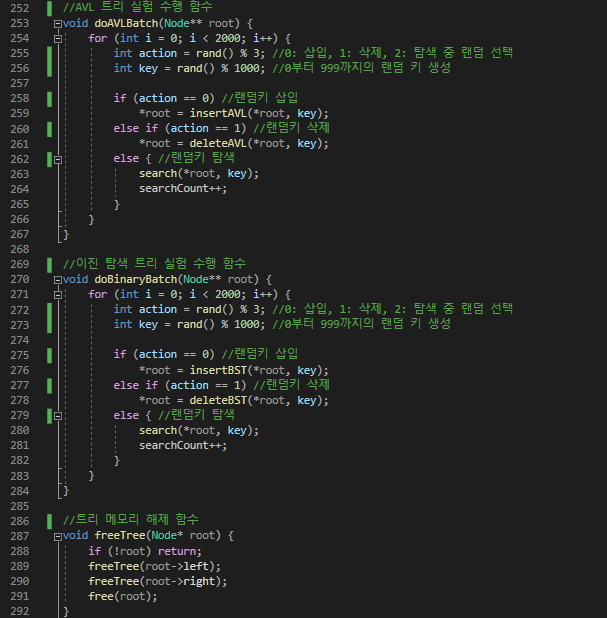 252 //AVL 트리 실험 수행 함수
253 void doAVLBatch(Node** root) {
254 for (int i = 0; i < 2000; i++) {
255 int action = rand() % 3; //0: 삽입, 1: 삭제, 2: 탐색 중 랜덤 선택
256 int key = rand() % 1000; //0부터 999까지의 랜덤 키 생성
257
258 if (action == 0) //랜덤키 삽입
259 *root = insertAVL(*root, key);
260 else if (action == 1) //랜덤키 삭제
261 *root = deleteAVL(*root, key);
262 else { //랜덤키 탐색
263 search(*root, key);
264 searchCount++;
265 }
266 }
267 }
268
269 //이진 탐색 트리 실험 수행 함수
270 void doBinaryBatch(Node** root) {
271 for (int i = 0; i < 2000; i++) {
272 int action = rand() % 3; //0: 삽입, 1: 삭제, 2: 탐색 중 랜덤 선택
273 int key = rand() % 1000; //0부터 999까지의 랜덤 키 생성
274
275 if (action == 0) //랜덤키 삽입
276 *root = insertBST(*root, key);
277 else if (action == 1) //랜덤키 삭제
278 *root = deleteBST(*root, key);
279 else { //랜덤키 탐색
280 search(*root, key);
281 searchCount++;
282 }
283 }
284 }
285
286 //트리 메모리 해제 함수
287 void freeTree(Node* root) {
288 if (!root) return;
289 freeTree(root->left);
290 freeTree(root->right);
291 free(root);
292 }